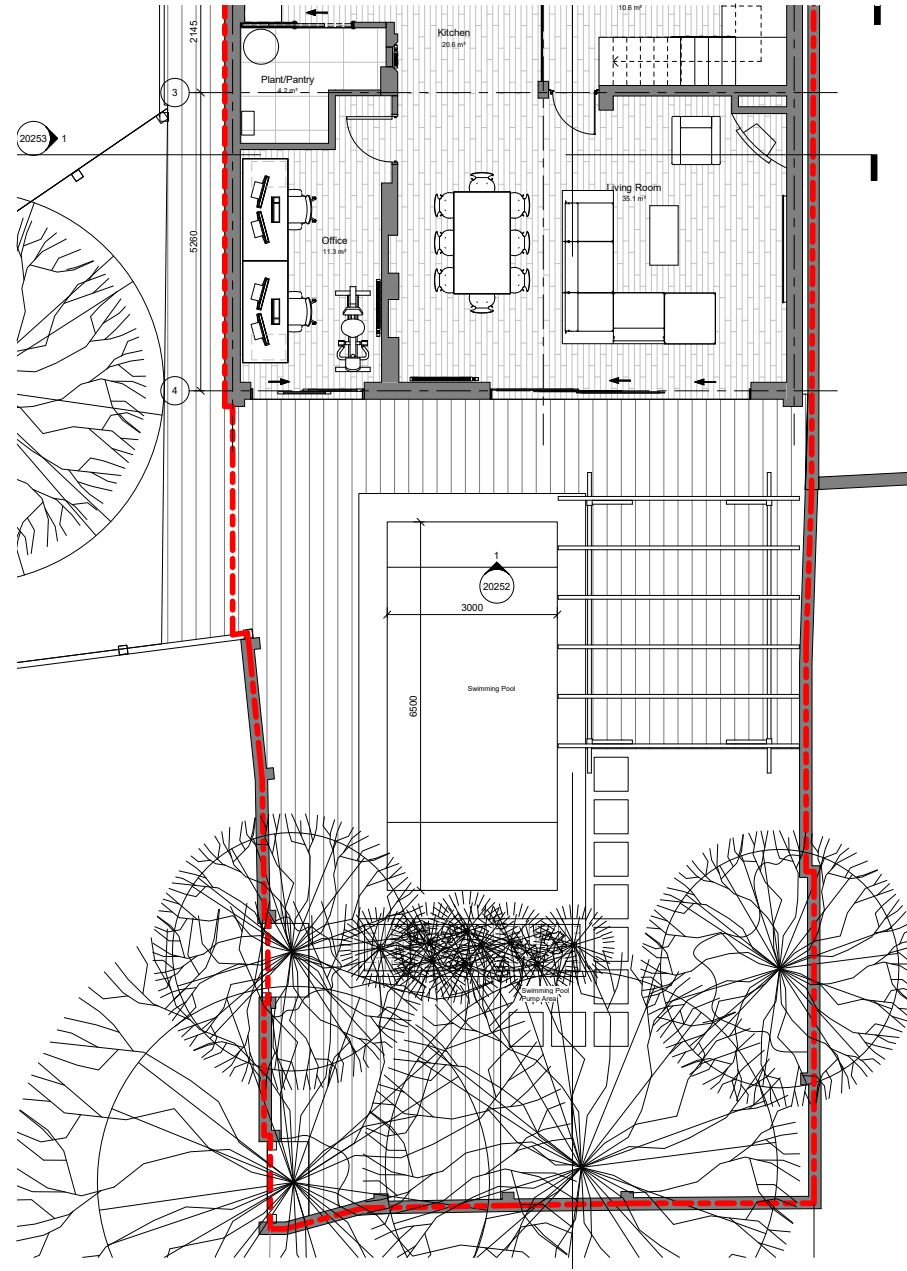 10.6 m²
2145
Kitchen
20.6 m²
Plant/Pantry
4.2 m²
3
20253
1
Living Room
35.1 m²
5260
Office
11.3 m²
4
1
20252
3000
Swimming Pool
6500
Swimming Pool
Pump Area